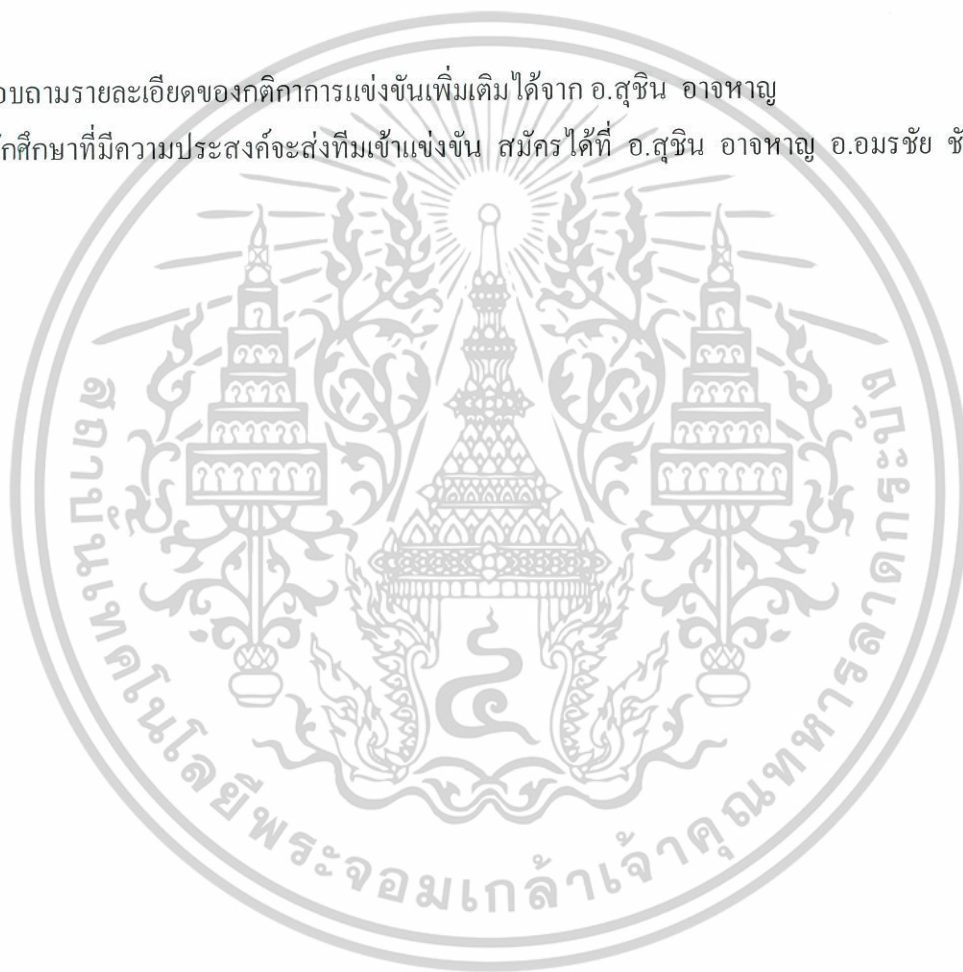 อบถามรายละเอียดของกติกาการแข่งขันเพิ่มเติมได้จาก อ.สุชิน อาจหาญ
ักศึกษาที่มีความประสงค์จะส่งทีมเข้าแข่งขัน สมัครได้ที่ อ.สุชิน อาจหาญ อ.อมรชัย ชั
สถาบันเทคโนโลยีพระจอมเกล้าเจ้าคุณทหารลาดกระบัง
๔